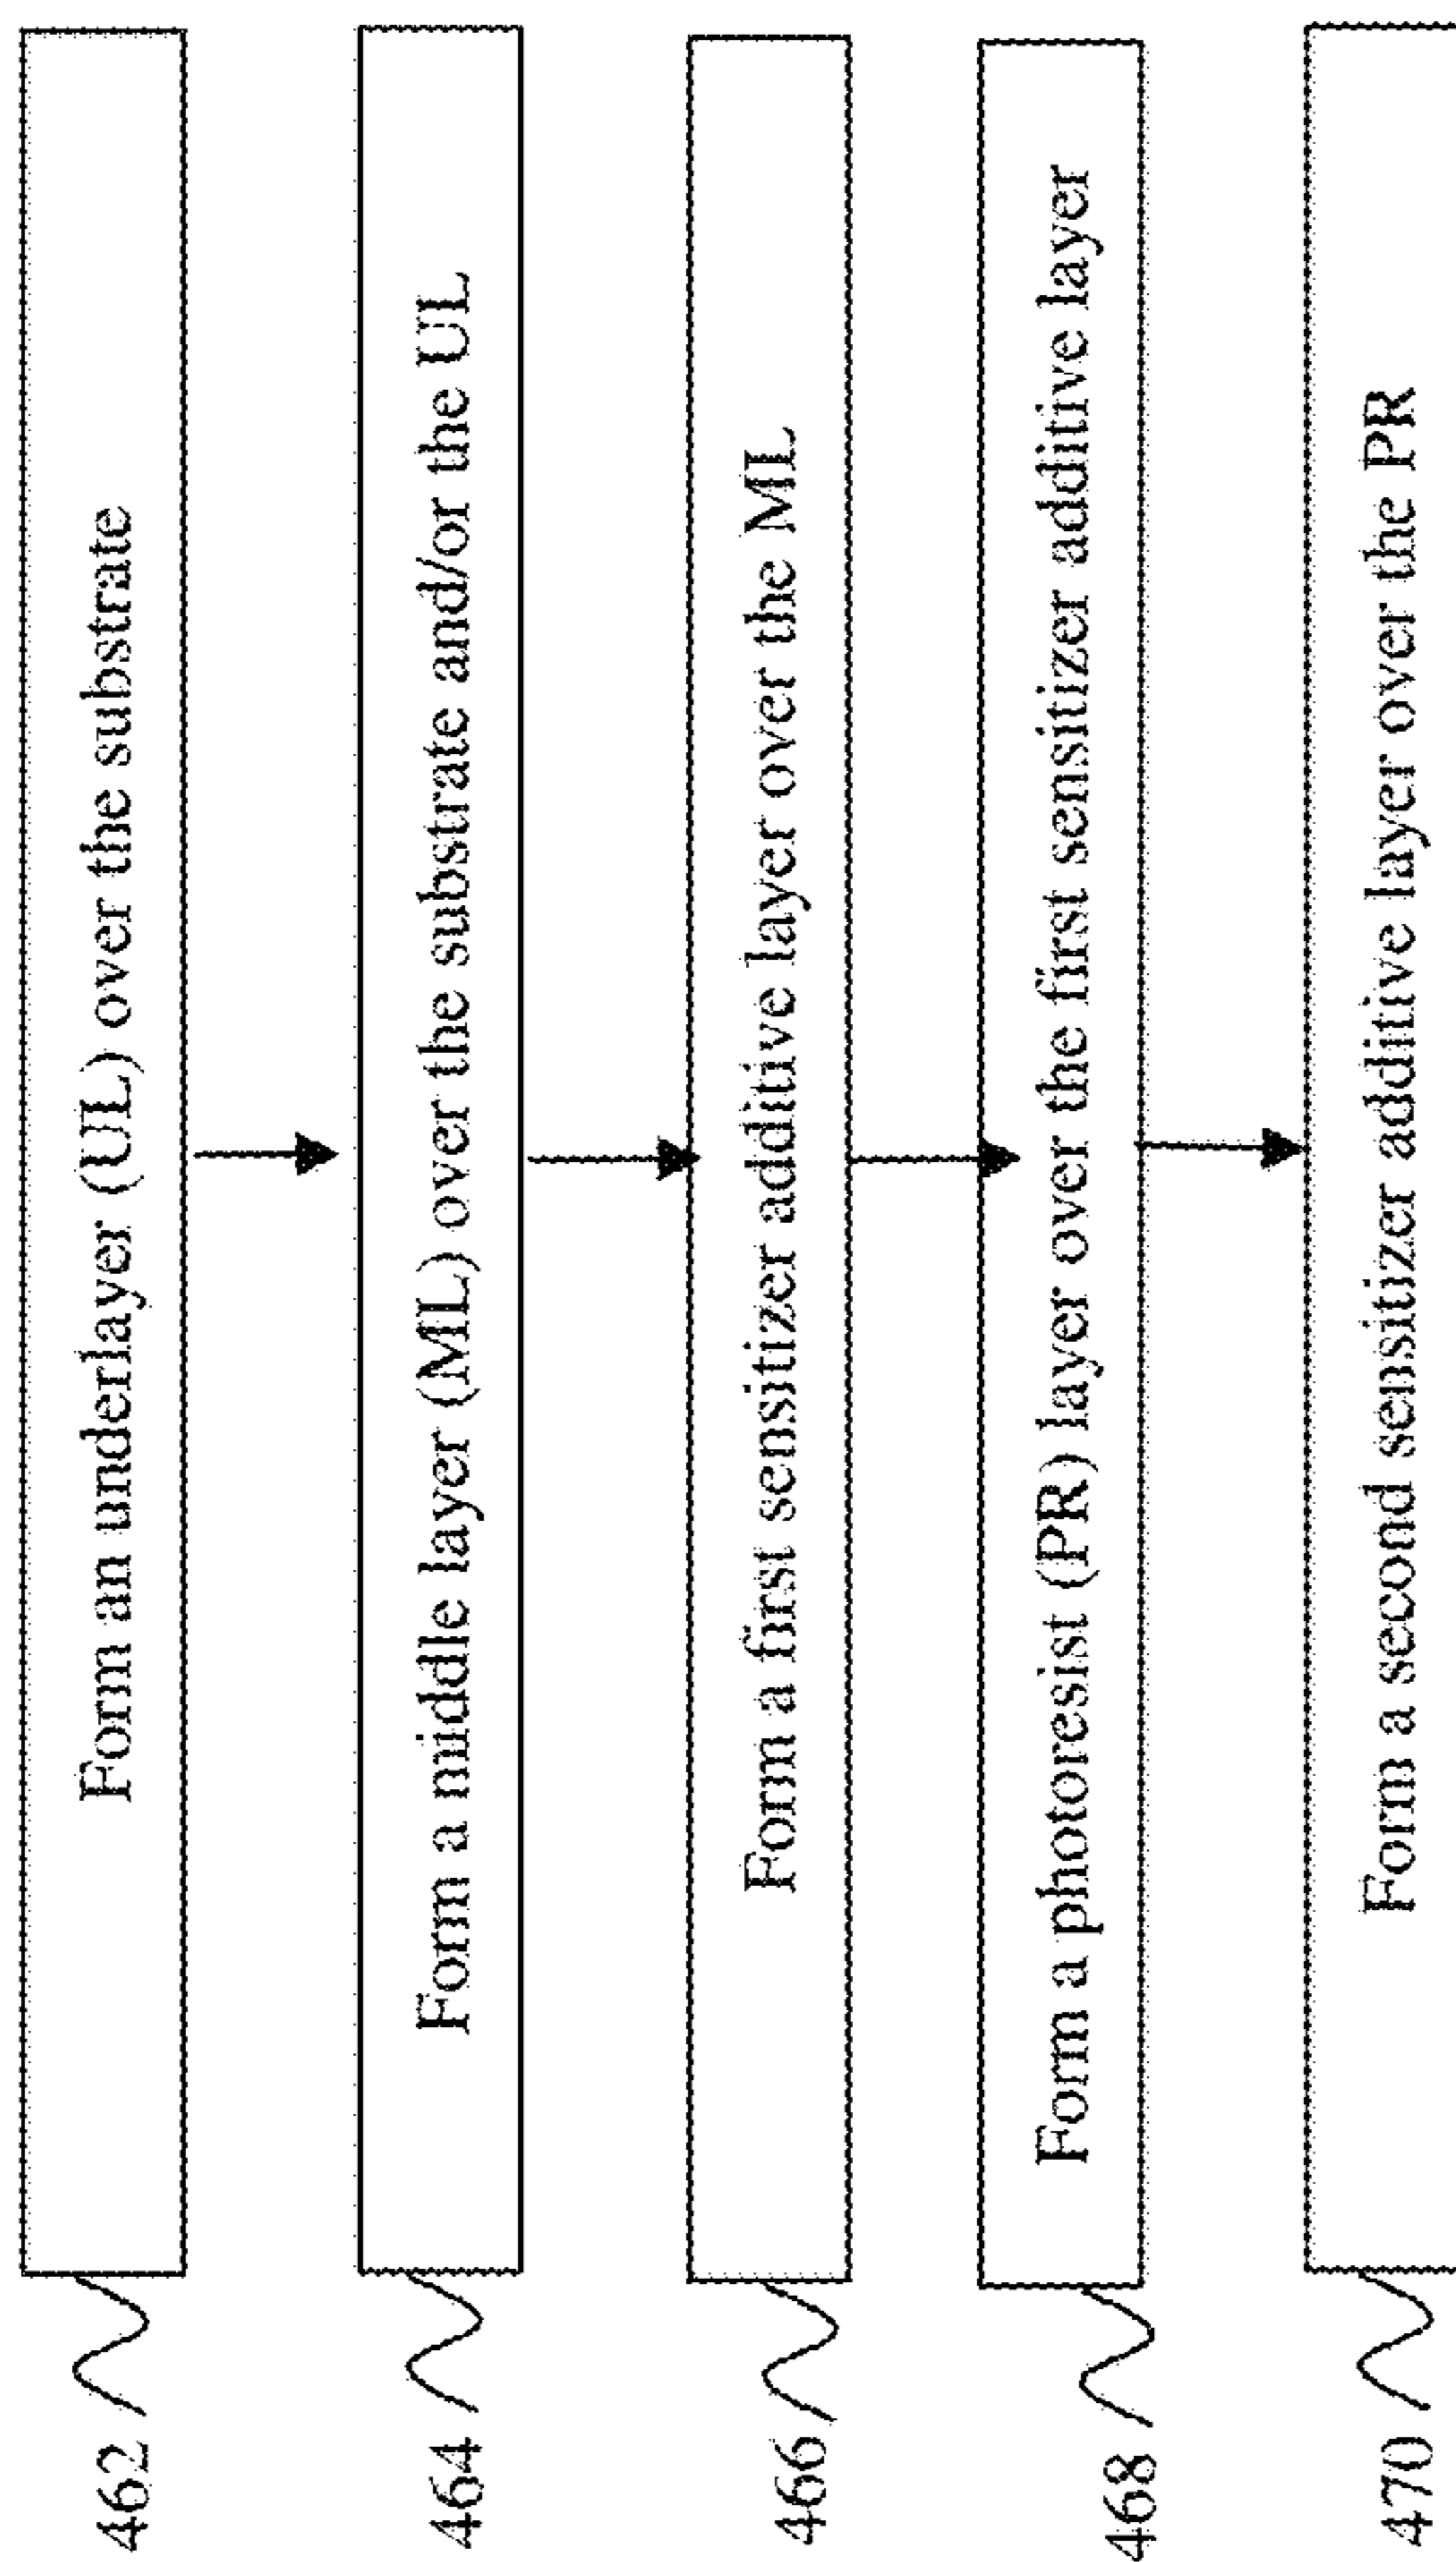 462 Form an underlayer (UL) over the substrate
464 Form a middle layer (ML) over the substrate and/or the UL
466 Form a first sensitizer additive layer over the ML
468 Form a photoresist (PR) layer over the first sensitizer additive layer
470 Form a second sensitizer additive layer over the PR